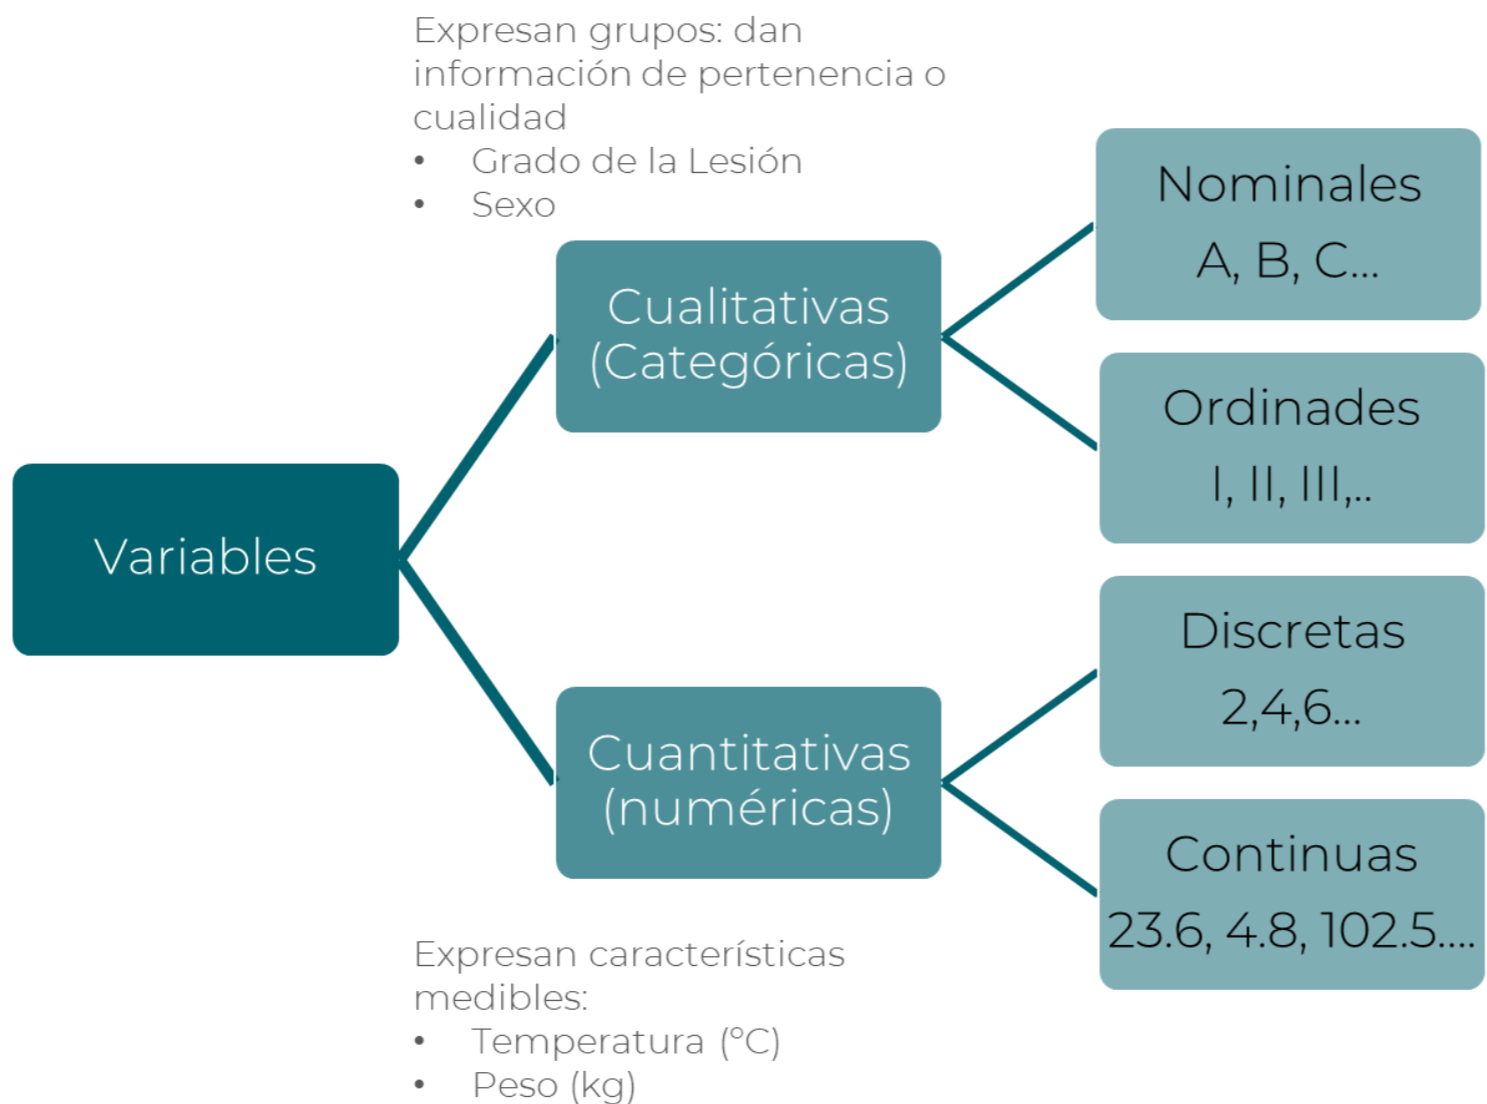 Expresan grupos: dan
información de pertenencia o
cualidad
• Grado de la Lesión
• Sexo
Nominales
A, B, C...
Cualitativas
(Categóricas)
Ordinades
I, II, III,..
Variables
Discretas
2,4,6...
Cuantitativas
(numéricas)
Continuas
23.6, 4.8, 102.5....
Expresan características
medibles:
• Temperatura (ºC)
• Peso (kg)